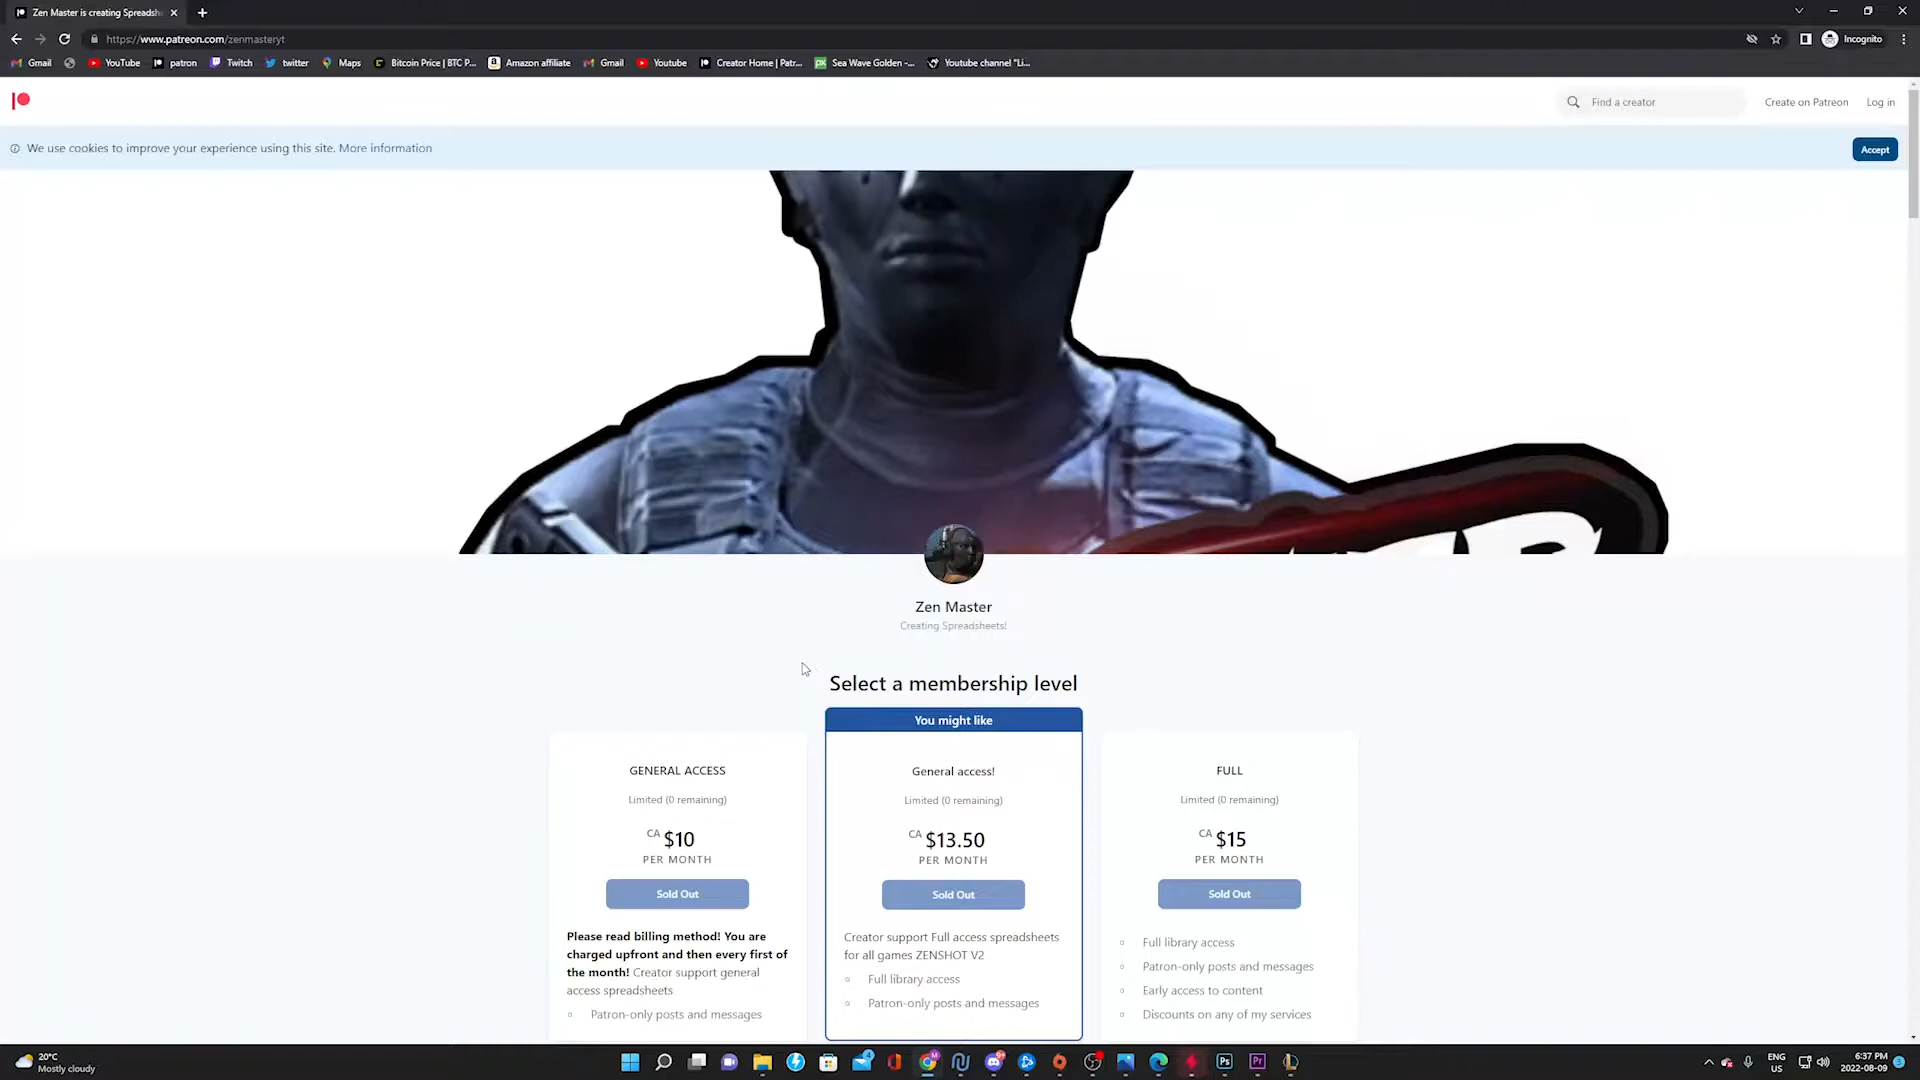 Zen Master is creating Spreadsh
https://www.patreon.com/zenmasteryt
Incognito
Gmail
YouTube
patron
Twitch
twitter
Maps
Bitcoin Price | BTC P...
Amazon affiliate
Gmail
Youtube
Creator Home | Patr...
Sea Wave Golden -...
Youtube channel "Li...
Find a creator
Create on Patreon
Log in
We use cookies to improve your experience using this site. More information
Accept
Zen Master
Creating Spreadsheets!
Select a membership level
GENERAL ACCESS
Limited (0 remaining)
CA $10
PER MONTH
Sold Out
Please read billing method! You are
charged upfront and then every first of
the month! Creator support general
access spreadsheets
Patron-only posts and messages
You might like
General access!
Limited (0 remaining)
CA $13.50
PER MONTH
Sold Out
Creator support Full access spreadsheets
for all games ZENSHOT V2
Full library access
Patron-only posts and messages
FULL
Limited (0 remaining)
CA $15
PER MONTH
Sold Out
Full library access
Patron-only posts and messages
Early access to content
Discounts on any of my services
20°C
Mostly cloudy
ENG
US
6:37 PM
2022-08-09